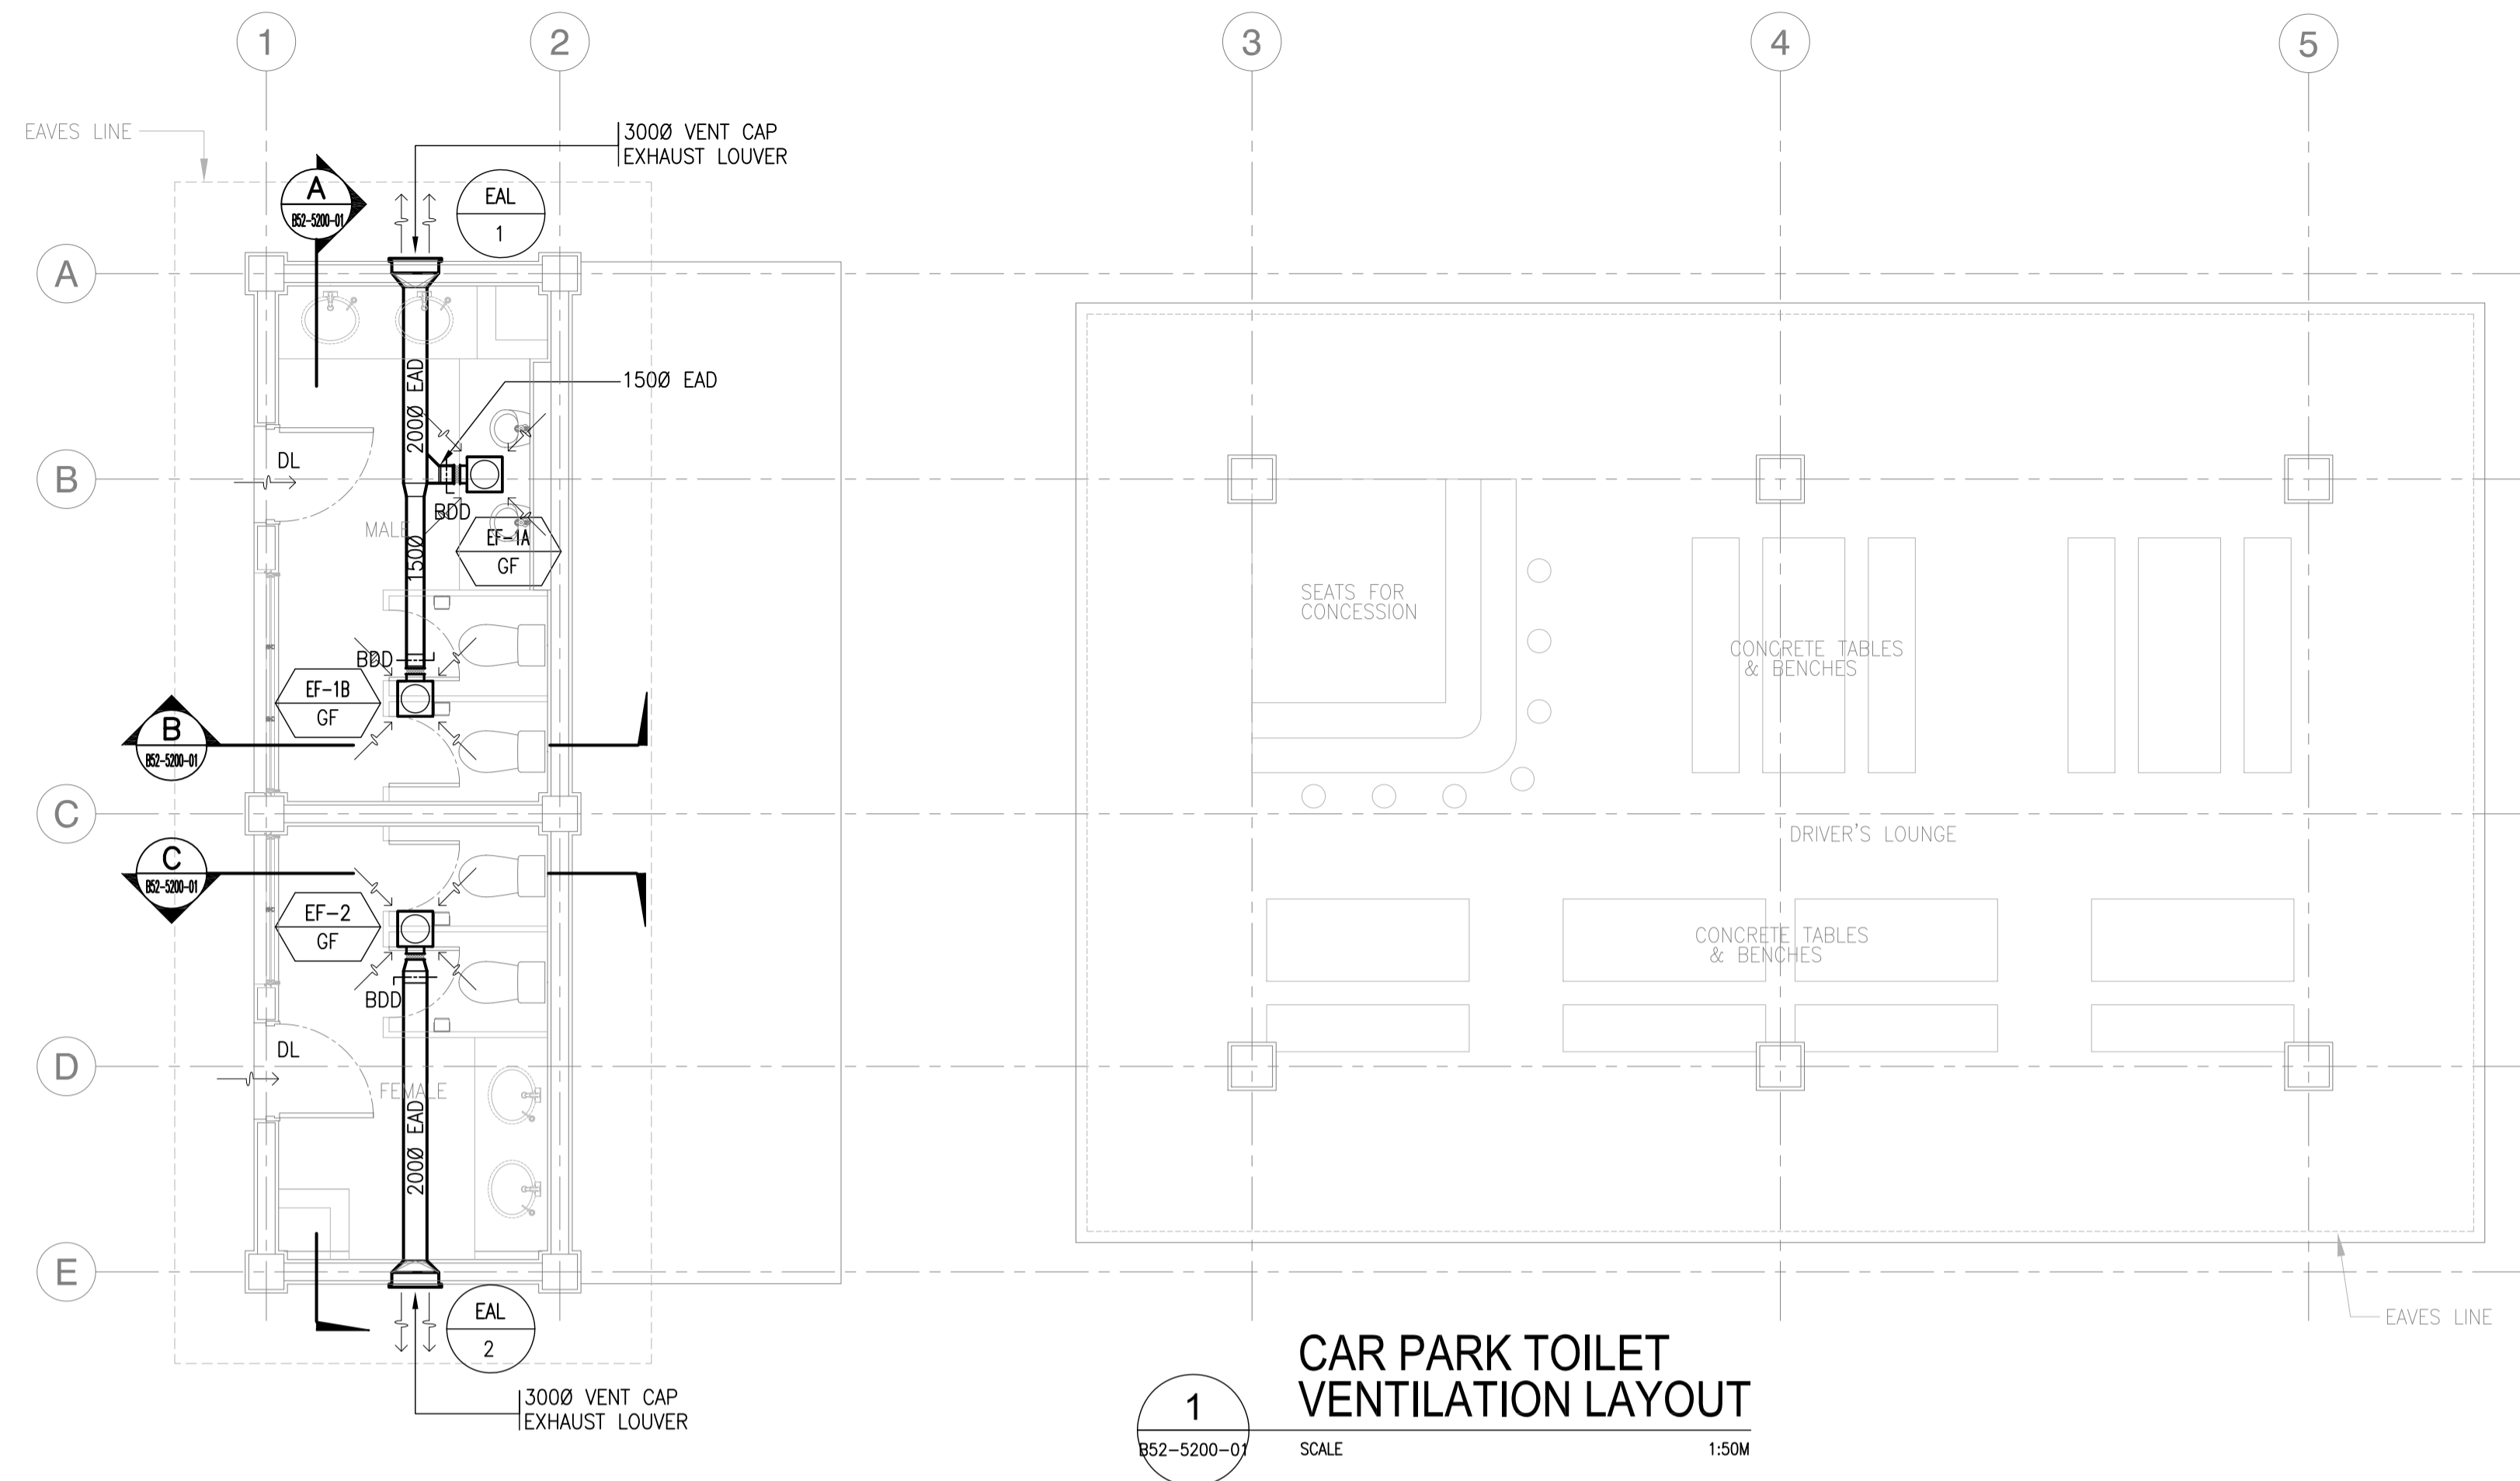 1
2
3
4
5
EAVES LINE
300Ø VENT CAP
EXHAUST LOUVER
A
B52-5200-01
EAL
1
A
200Ø EAD
150Ø EAD
DL
B
BDD
MALE
150Ø
EF-1A
GF
SEATS FOR
CONCESSION
CONCRETE TABLES
& BENCHES
BDD
EF-1B
GF
B
B52-5200-01
C
DRIVER'S LOUNGE
C
B52-5200-01
EF-2
GF
CONCRETE TABLES
& BENCHES
BDD
DL
D
FEMALE
200Ø EAD
E
EAL
2
EAVES LINE
300Ø VENT CAP
EXHAUST LOUVER
CAR PARK TOILET
VENTILATION LAYOUT
1
B52-5200-01
SCALE 1:50M